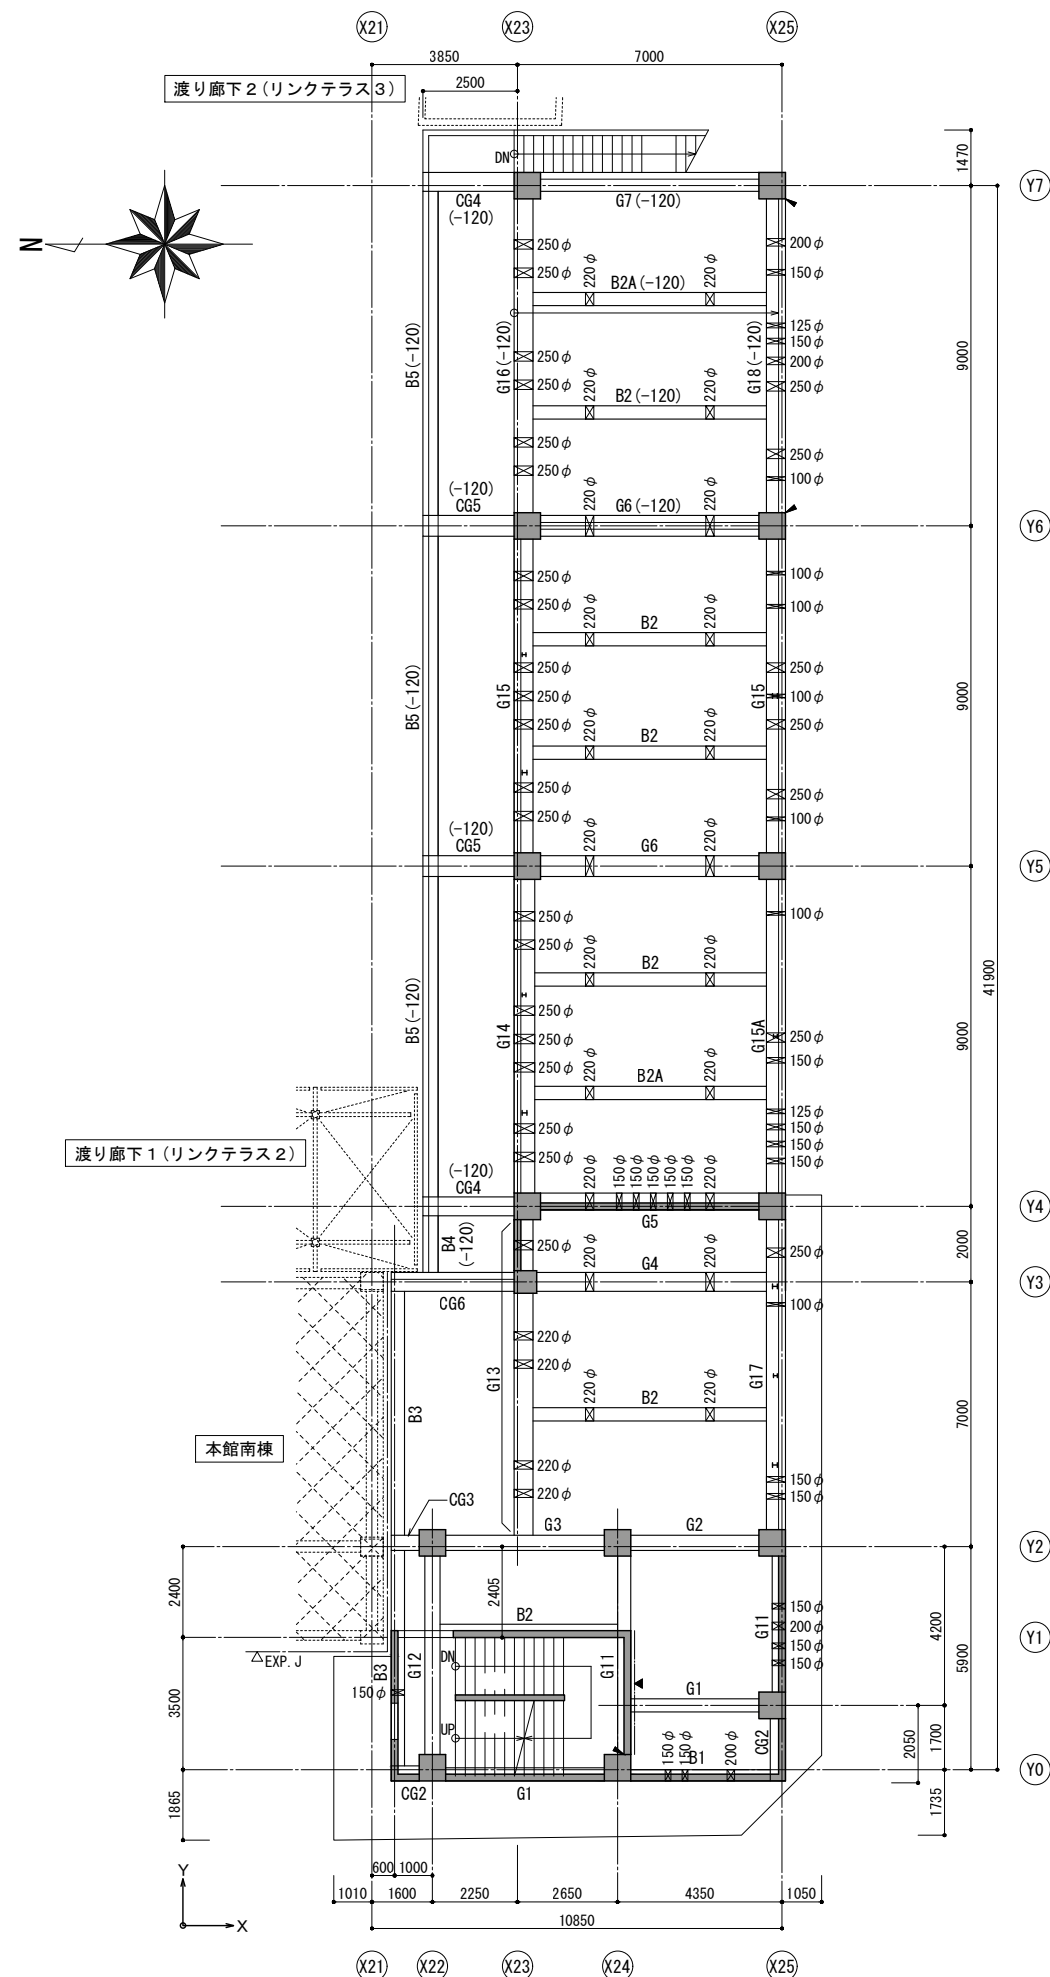 X21
X23
X25
3850
7000
渡り廊下2(リンクテラス3)
2500
DN
1470
Y7
CG4
(-120)
G7(-120)
N
250φ
200φ
250φ
220φ
220φ
150φ
B2A(-120)
125φ
150φ
B5(-120)
G16(-120)
G18(-120)
9000
250φ
200φ
250φ
220φ
220φ
250φ
B2(-120)
250φ
250φ
250φ
100φ
(-120)
CG5
220φ
G6(-120)
220φ
Y6
250φ
100φ
250φ
220φ
220φ
100φ
B2
250φ
250φ
B5(-120)
G15
G15
9000
250φ
100φ
250φ
220φ
220φ
250φ
B2
250φ
250φ
250φ
100φ
(-120)
CG5
220φ
G6
220φ
Y5
250φ
100φ
250φ
220φ
220φ
B2
41900
B5(-120)
G14
G15A
9000
250φ
250φ
250φ
150φ
250φ
220φ
220φ
B2A
125φ
250φ
150φ
150φ
250φ
150φ
渡り廊下1(リンクテラス2)
(-120)
CG4
220φ
150φ
150φ
150φ
150φ
150φ
220φ
Y4
G5
B4
(-120)
250φ
220φ
G4
220φ
250φ
2000
Y3
CG6
100φ
220φ
220φ
G13
G17
B3
220φ
220φ
B2
7000
本館南棟
220φ
150φ
220φ
150φ
CG3
G3
G2
Y2
2400
2405
150φ
B2
G11
200φ
4200
Y1
150φ
EXP.J
B3
G12
DN
G11
150φ
5900
150φ
G1
3500
UP
150φ
150φ
B1
200φ
CG2
2050
1700
Y0
CG2
G1
1865
1735
Y
X
600
1000
1010
1600
2250
2650
4350
1050
10850
X21
X22
X23
X24
X25